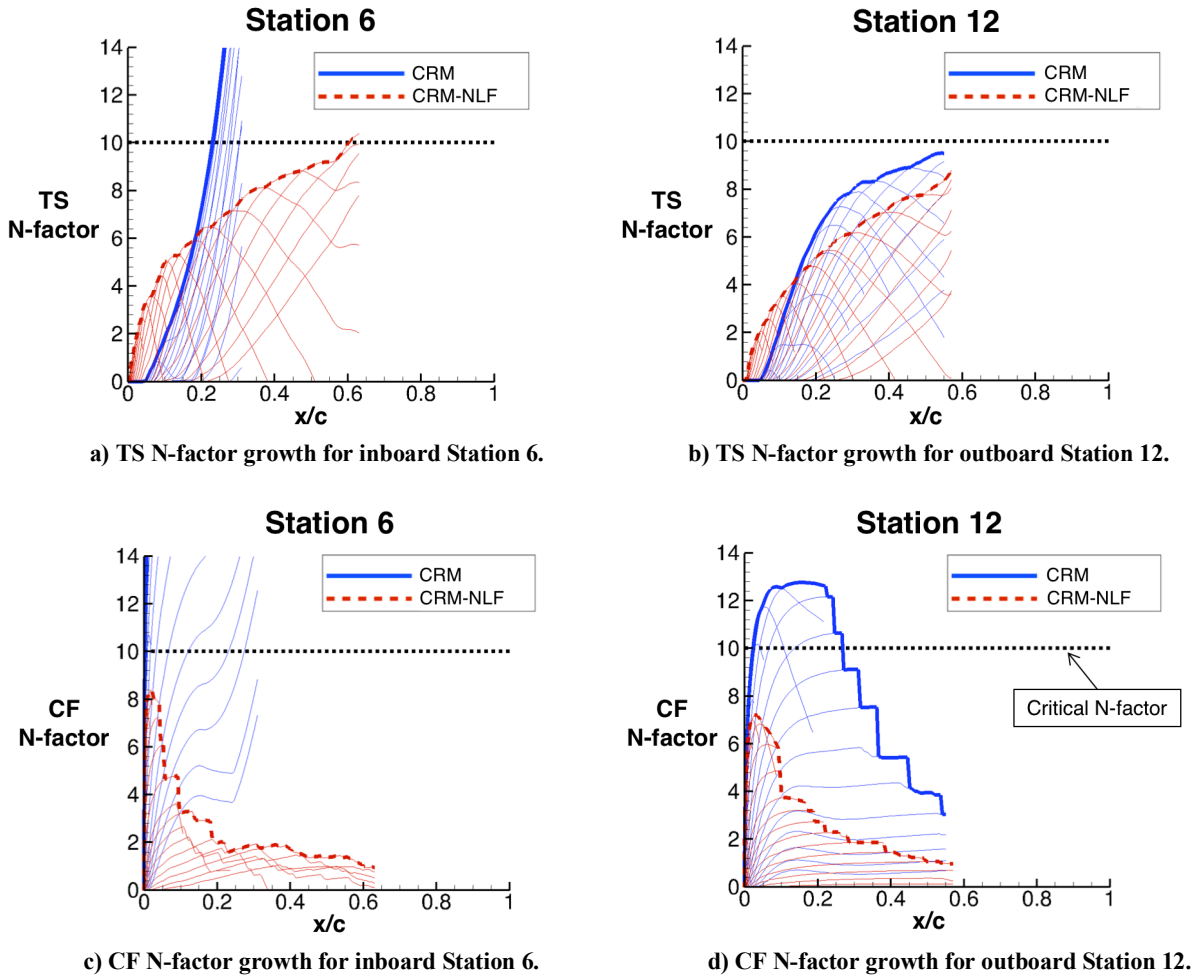 Station 6
14
12
10
8
6
4
2
0
TS
N-factor
CRM
CRM-NLF
0
0.2
0.4
0.6
0.8
1
x/c
a) TS N-factor growth for inboard Station 6.
Station 12
14
12
10
8
6
4
2
0
TS
N-factor
CRM
CRM-NLF
0
0.2
0.4
0.6
0.8
1
x/c
b) TS N-factor growth for outboard Station 12.
Station 6
14
12
10
8
6
4
2
0
CF
N-factor
CRM
CRM-NLF
0
0.2
0.4
0.6
0.8
1
x/c
c) CF N-factor growth for inboard Station 6.
Station 12
14
12
10
8
6
4
2
0
CF
N-factor
CRM
CRM-NLF
Critical N-factor
0
0.2
0.4
0.6
0.8
1
x/c
d) CF N-factor growth for outboard Station 12.